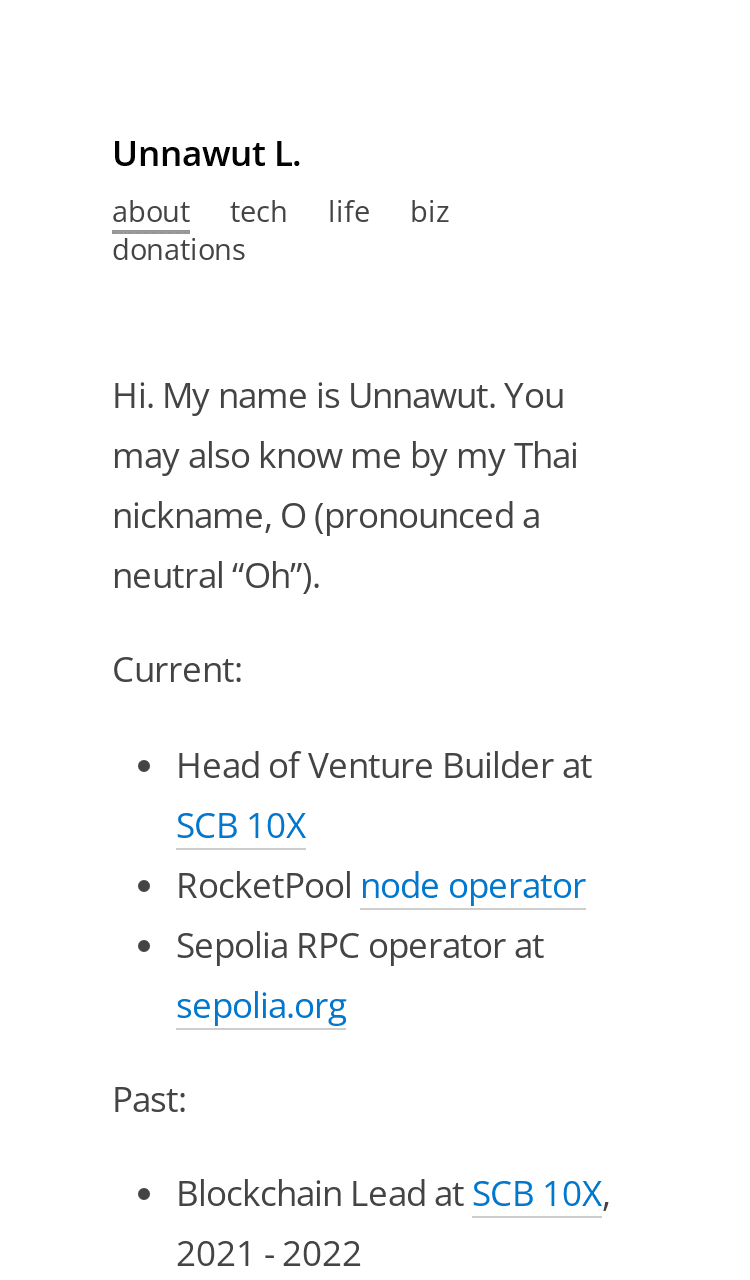 Unnawut L.
about tech life biz
donations
Hi. My name is Unnawut. You
may also know me by my Thai
nickname, O (pronounced a
neutral “Oh”).
Current:
• Head of Venture Builder at
SCB 10X
• RocketPool node operator
• Sepolia RPC operator at
sepolia.org
Past:
• Blockchain Lead at SCB 10X,
2021 - 2022